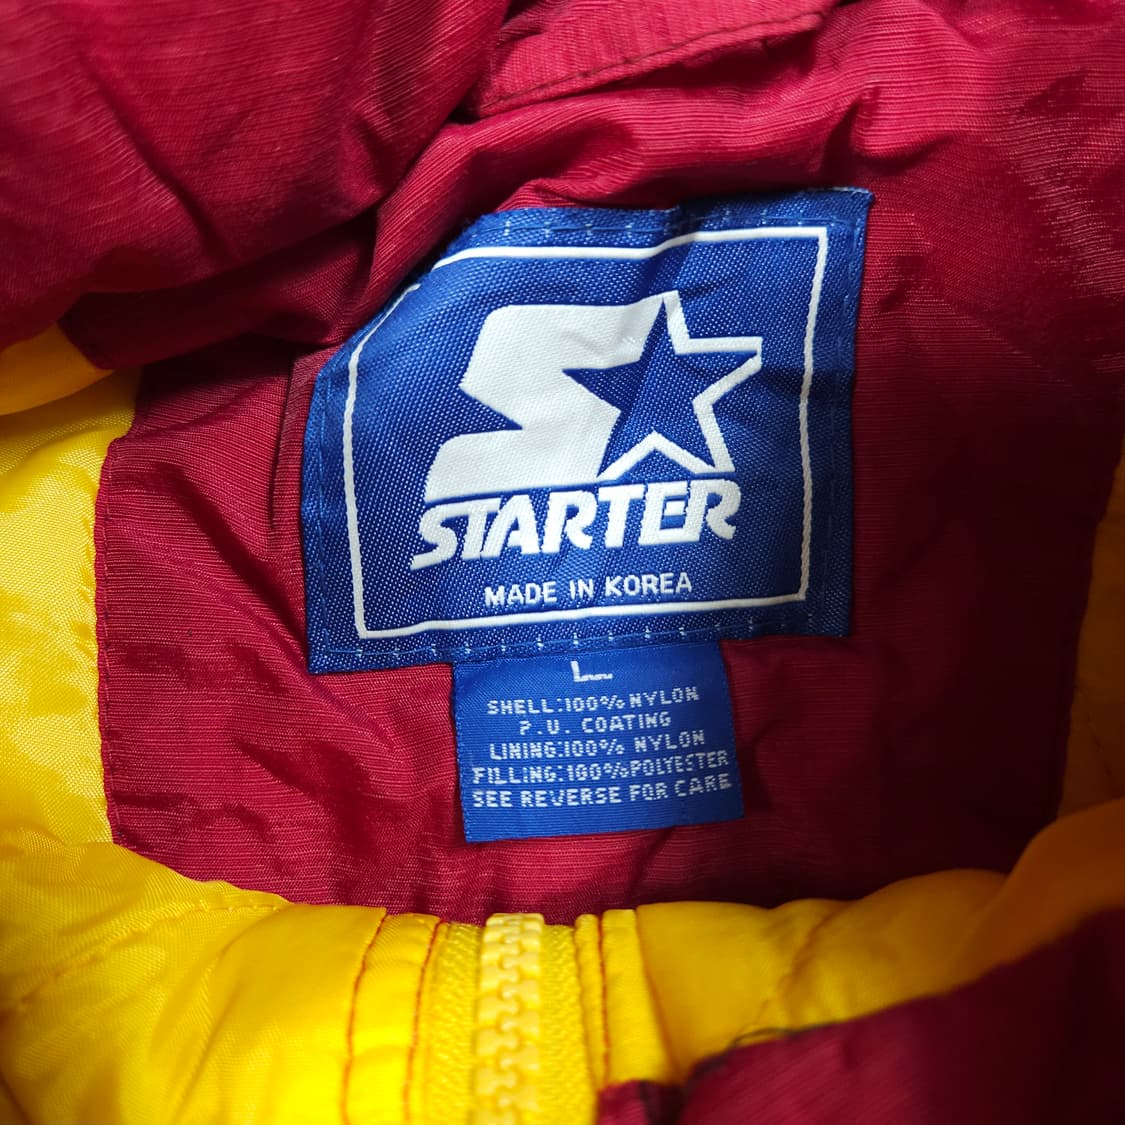 STARTER
MADE IN KOREA
L
SHELL:100% NYLON
P.U. COATING
LINING:100% NYLON
FILLING:100%POLYESTER
SEE REVERSE FOR CARE